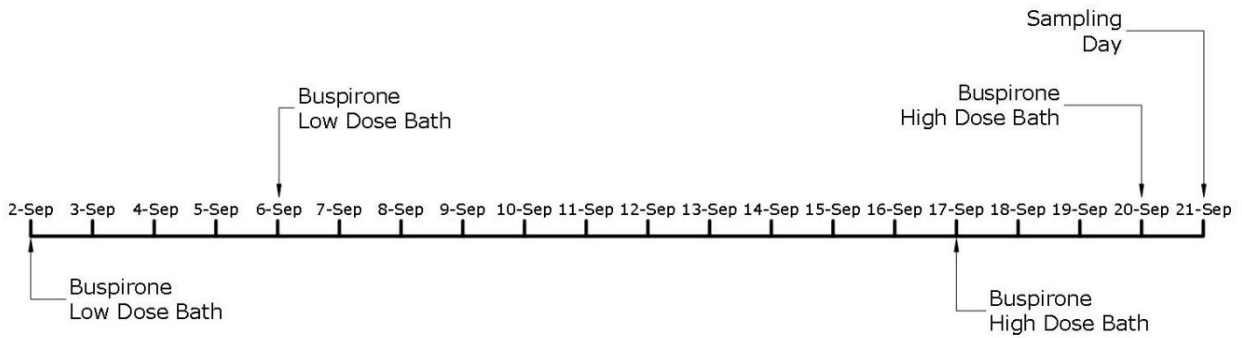 Sampling
Day
Buspirone
Low Dose Bath
Buspirone
High Dose Bath
2-Sep 3-Sep 4-Sep 5-Sep 6-Sep 7-Sep 8-Sep 9-Sep 10-Sep 11-Sep 12-Sep 13-Sep 14-Sep 15-Sep 16-Sep 17-Sep 18-Sep 19-Sep 20-Sep 21-Sep
Buspirone
Low Dose Bath
Buspirone
High Dose Bath